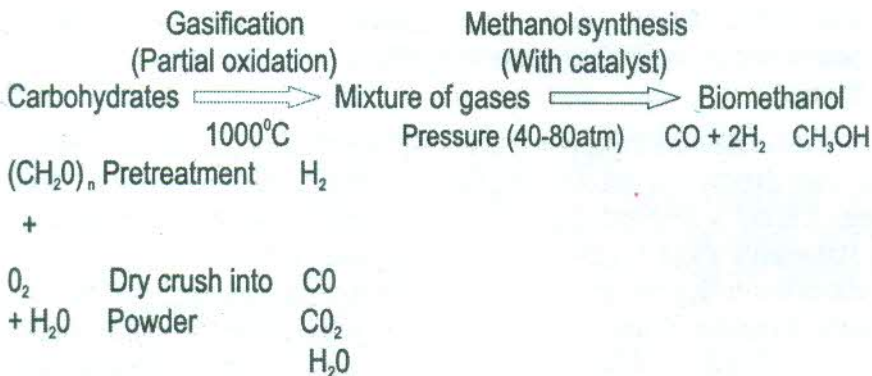 Gasification Methanol synthesis
(Partial oxidation) (With catalyst)
Carbohydrates Mixture of gases Biomethanol
1000⁰C Pressure (40-80atm) CO + 2H₂ CH₃OH
(CH₂0)ₙ Pretreatment H₂
+
0₂ Dry crush into C0
+ H₂0 Powder C0₂
H₂0